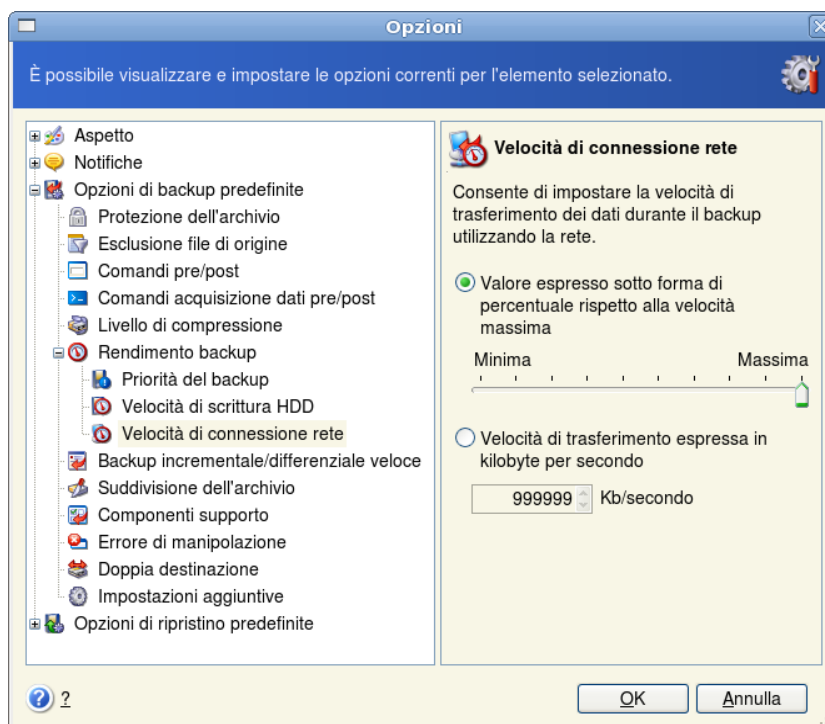 Opzioni
È possibile visualizzare e impostare le opzioni correnti per l'elemento selezionato.
Aspetto
Notifiche
Opzioni di backup predefinite
Protezione dell'archivio
Esclusione file di origine
Comandi pre/post
Comandi acquisizione dati pre/post
Livello di compressione
Rendimento backup
Priorità del backup
Velocità di scrittura HDD
Velocità di connessione rete
Backup incrementale/differenziale veloce
Suddivisione dell'archivio
Componenti supporto
Errore di manipolazione
Doppia destinazione
Impostazioni aggiuntive
Opzioni di ripristino predefinite
Velocità di connessione rete
Consente di impostare la velocità di
trasferimento dei dati durante il backup
utilizzando la rete.
Valore espresso sotto forma di
percentuale rispetto alla velocità
massima
Minima Massima
Velocità di trasferimento espressa in
kilobyte per secondo
999999 Kb/secondo
?
OK Annulla